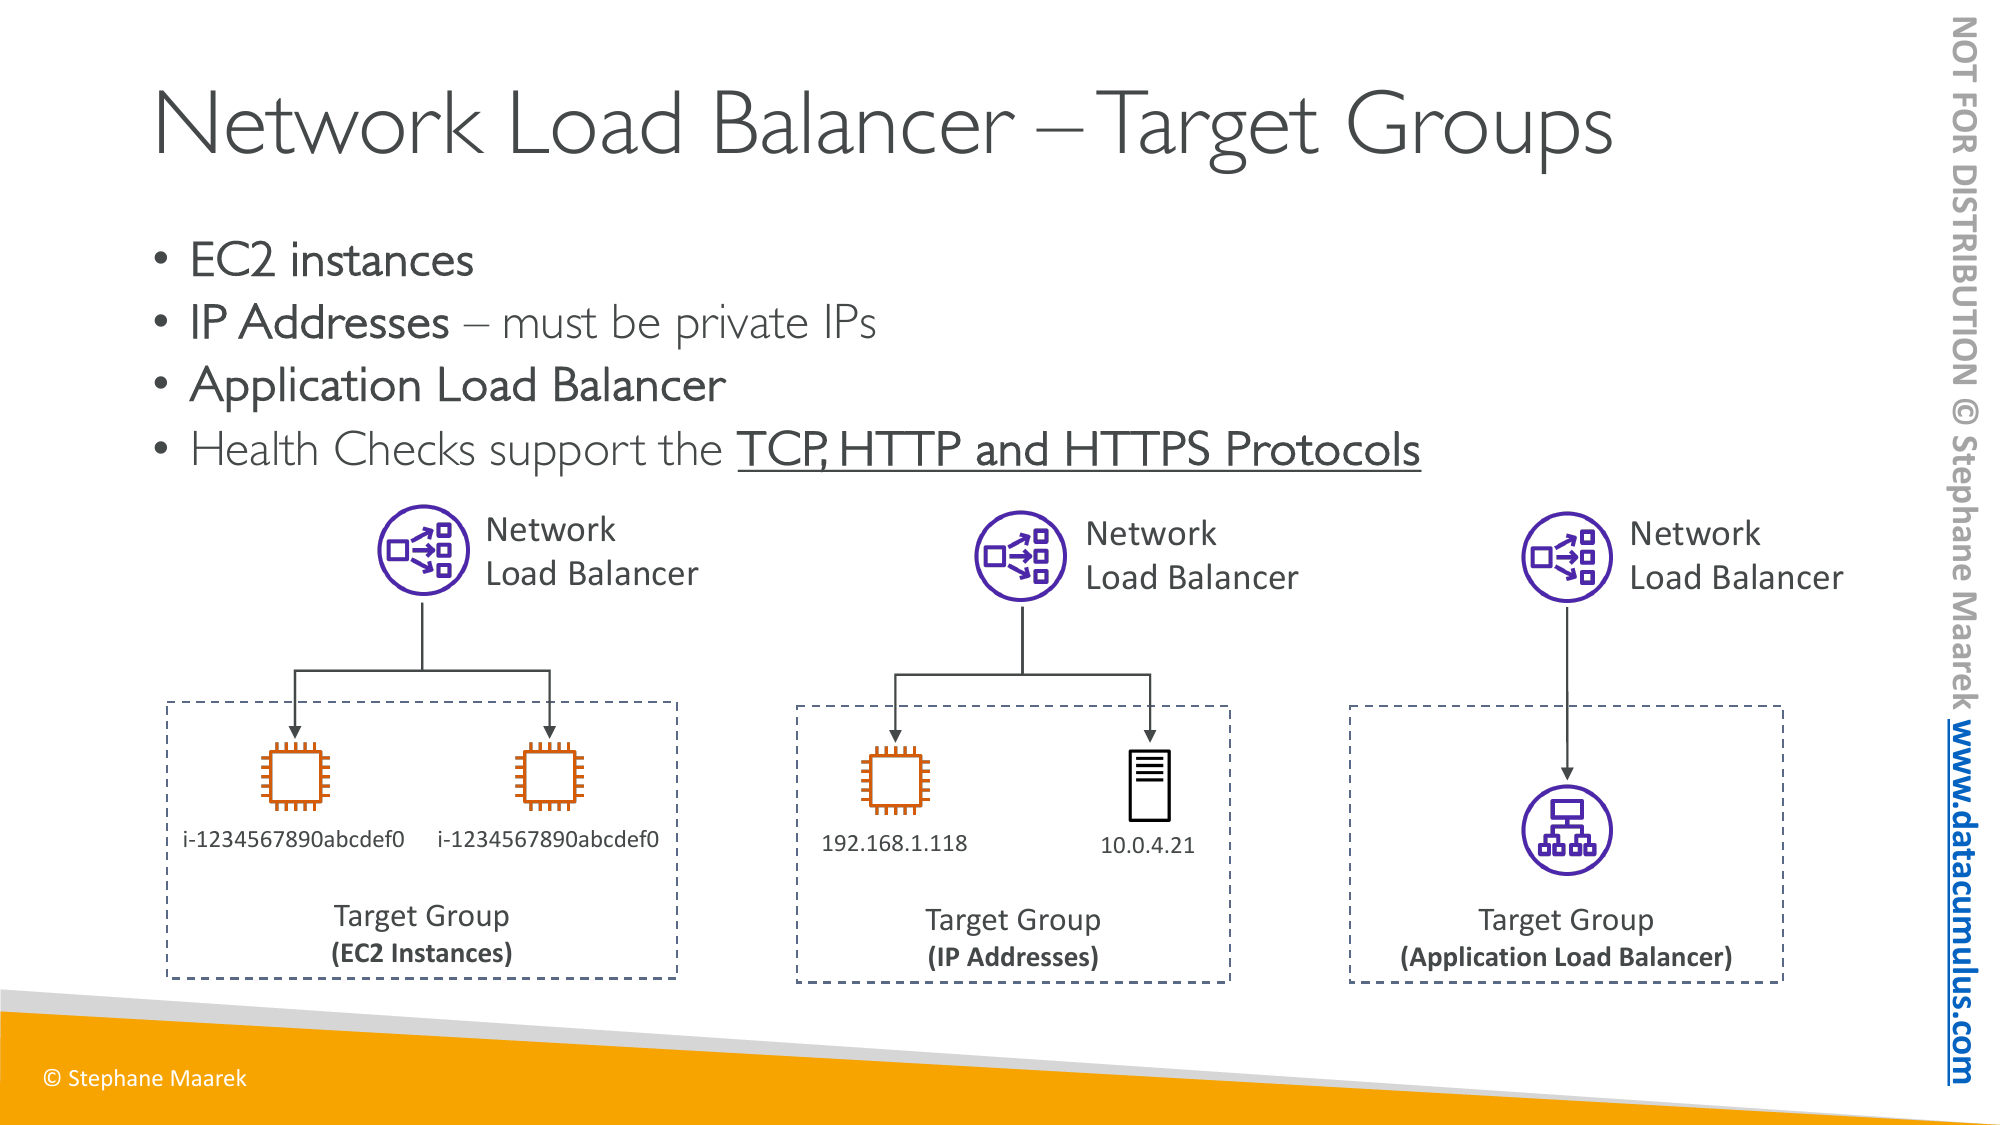 Network Load Balancer – Target Groups
• EC2 instances
• IP Addresses – must be private IPs
• Application Load Balancer
• Health Checks support the TCP, HTTP and HTTPS Protocols
Network
Load Balancer
i-1234567890abcdef0
i-1234567890abcdef0
Target Group
(EC2 Instances)
Network
Load Balancer
192.168.1.118
10.0.4.21
Target Group
(IP Addresses)
Network
Load Balancer
Target Group
(Application Load Balancer)
© Stephane Maarek
NOT FOR DISTRIBUTION © Stephane Maarek www.datacumulus.com